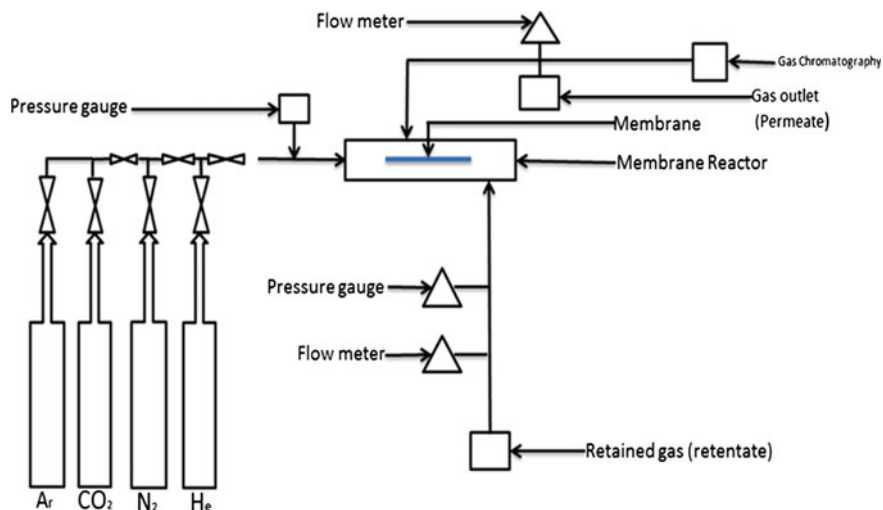 Flow meter
Gas Chromatography
Pressure gauge
Gas outlet
(Permeate)
Membrane
Membrane Reactor
Pressure gauge
Flow meter
Retained gas (retentate)
Ar CO₂ N₂ He